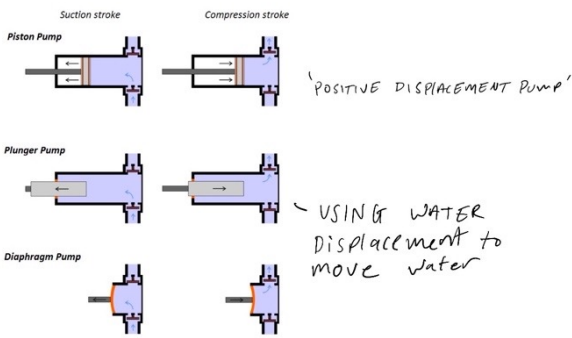 Suction stroke
Compression stroke
Piston Pump
'POSITIVE DISPLACEMENT PUMP'
Plunger Pump
- USING WATER
Displacement to
move water
Diaphragm Pump